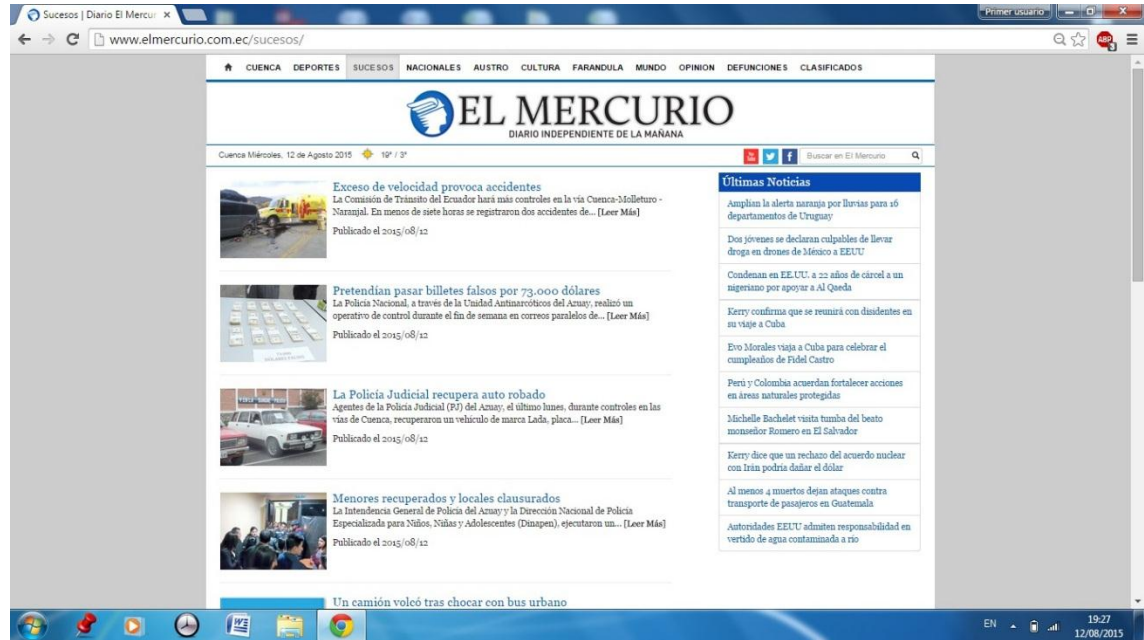 Sucesos | Diario El Mercur
Primer usuario
www.elmercurio.com.ec/sucesos/
ABP
CUENCA DEPORTES SUCESOS NACIONALES AUSTRO CULTURA FARANDULA MUNDO OPINION DEFUNCIONES CLASIFICADOS
EL MERCURIO
DIARIO INDEPENDIENTE DE LA MAÑANA
Cuenca Miércoles, 12 de Agosto 2015 19° / 3°
Buscar en El Mercurio
Exceso de velocidad provoca accidentes
La Comisión de Tránsito del Ecuador hará más controles en la vía Cuenca-Molleturo -
Naranjal. En menos de siete horas se registraron dos accidentes de... [Leer Más]
Publicado el 2015/08/12
Pretendían pasar billetes falsos por 73.000 dólares
La Policía Nacional, a través de la Unidad Antinarcóticos del Azuay, realizó un
operativo de control durante el fin de semana en correos paralelos de... [Leer Más]
Publicado el 2015/08/12
La Policía Judicial recupera auto robado
Agentes de la Policía Judicial (PJ) del Azuay, el último lunes, durante controles en las
vías de Cuenca, recuperaron un vehículo de marca Lada, placa... [Leer Más]
Publicado el 2015/08/12
Menores recuperados y locales clausurados
La Intendencia General de Policía del Azuay y la Dirección Nacional de Policía
Especializada para Niños, Niñas y Adolescentes (Dinapen), ejecutaron un... [Leer Más]
Publicado el 2015/08/12
Un camión volcó tras chocar con bus urbano
Últimas Noticias
Amplían la alerta naranja por lluvias para 16
departamentos de Uruguay
Dos jóvenes se declaran culpables de llevar
droga en drones de México a EEUU
Condenan en EE.UU. a 22 años de cárcel a un
nigeriano por apoyar a Al Qaeda
Kerry confirma que se reunirá con disidentes en
su viaje a Cuba
Evo Morales viaja a Cuba para celebrar el
cumpleaños de Fidel Castro
Perú y Colombia acuerdan fortalecer acciones
en áreas naturales protegidas
Michelle Bachelet visita tumba del beato
monseñor Romero en El Salvador
Kerry dice que un rechazo del acuerdo nuclear
con Irán podría dañar el dólar
Al menos 4 muertos dejan ataques contra
transporte de pasajeros en Guatemala
Autoridades EEUU admiten responsabilidad en
vertido de agua contaminada a río
EN
19:27
12/08/2015